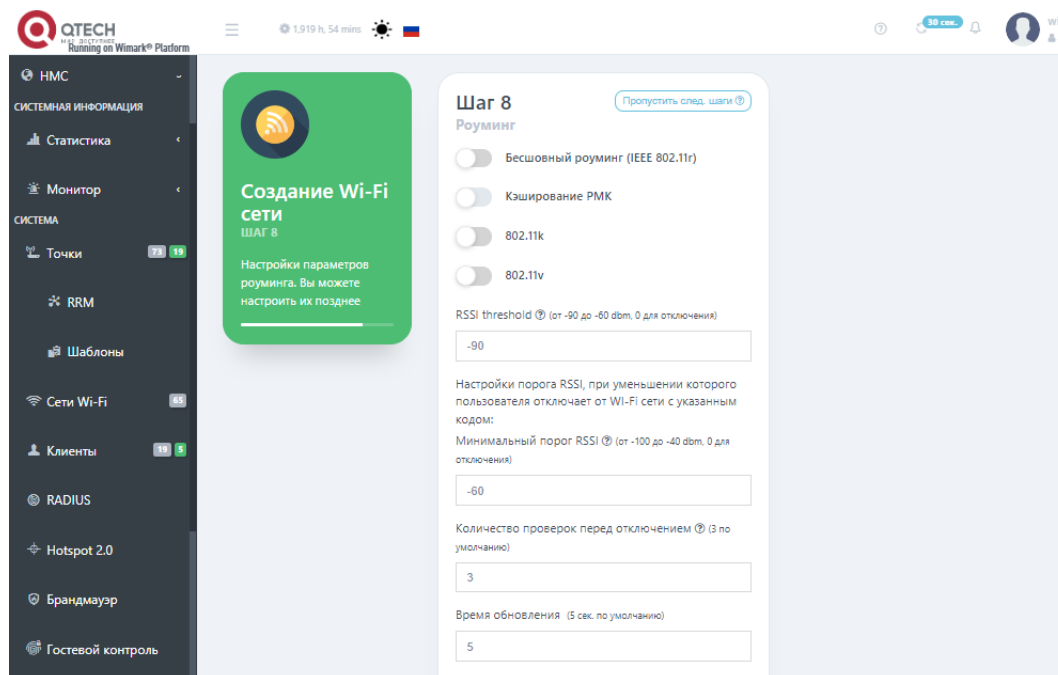 QTECH
МИР ДОСТУПНЕЕ
Running on Wimark® Platform
1,919 h, 54 mins
30 сек.
НМС
СИСТЕМНАЯ ИНФОРМАЦИЯ
Статистика
Монитор
СИСТЕМА
Точки 73 19
RRM
Шаблоны
Сети Wi-Fi 65
Клиенты 19 5
RADIUS
Hotspot 2.0
Брандмауэр
Гостевой контроль
Создание Wi-Fi
сети
ШАГ 8
Настройки параметров
роуминга. Вы можете
настроить их позднее
Шаг 8
Пропустить след. шаги
Роуминг
Бесшовный роуминг (IEEE 802.11r)
Кэширование PMK
802.11k
802.11v
RSSI threshold (от -90 до -60 dbm, 0 для отключения)
-90
Настройки порога RSSI, при уменьшении которого
пользователя отключает от WI-Fi сети с указанным
кодом:
Минимальный порог RSSI (от -100 до -40 dbm, 0 для
отключения)
-60
Количество проверок перед отключением (3 по
умолчанию)
3
Время обновления (5 сек. по умолчанию)
5